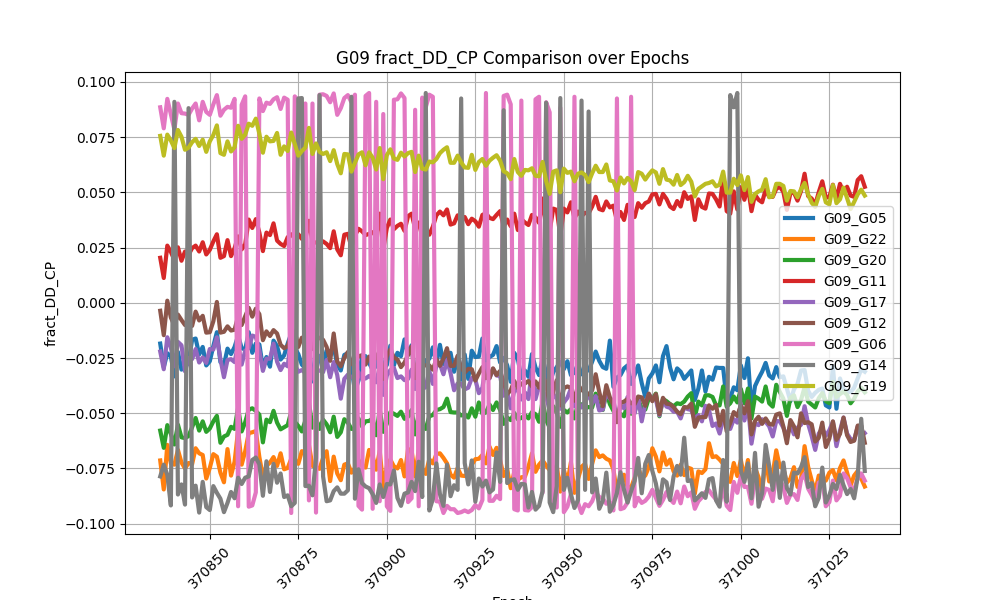 G09 fract_DD_CP Comparison over Epochs
fract_DD_CP
0.100
0.075
0.050
0.025
0.000
−0.025
−0.050
−0.075
−0.100
G09_G05
G09_G22
G09_G20
G09_G11
G09_G17
G09_G12
G09_G06
G09_G14
G09_G19
370850
370875
370900
370925
370950
370975
371000
371025
Epoch